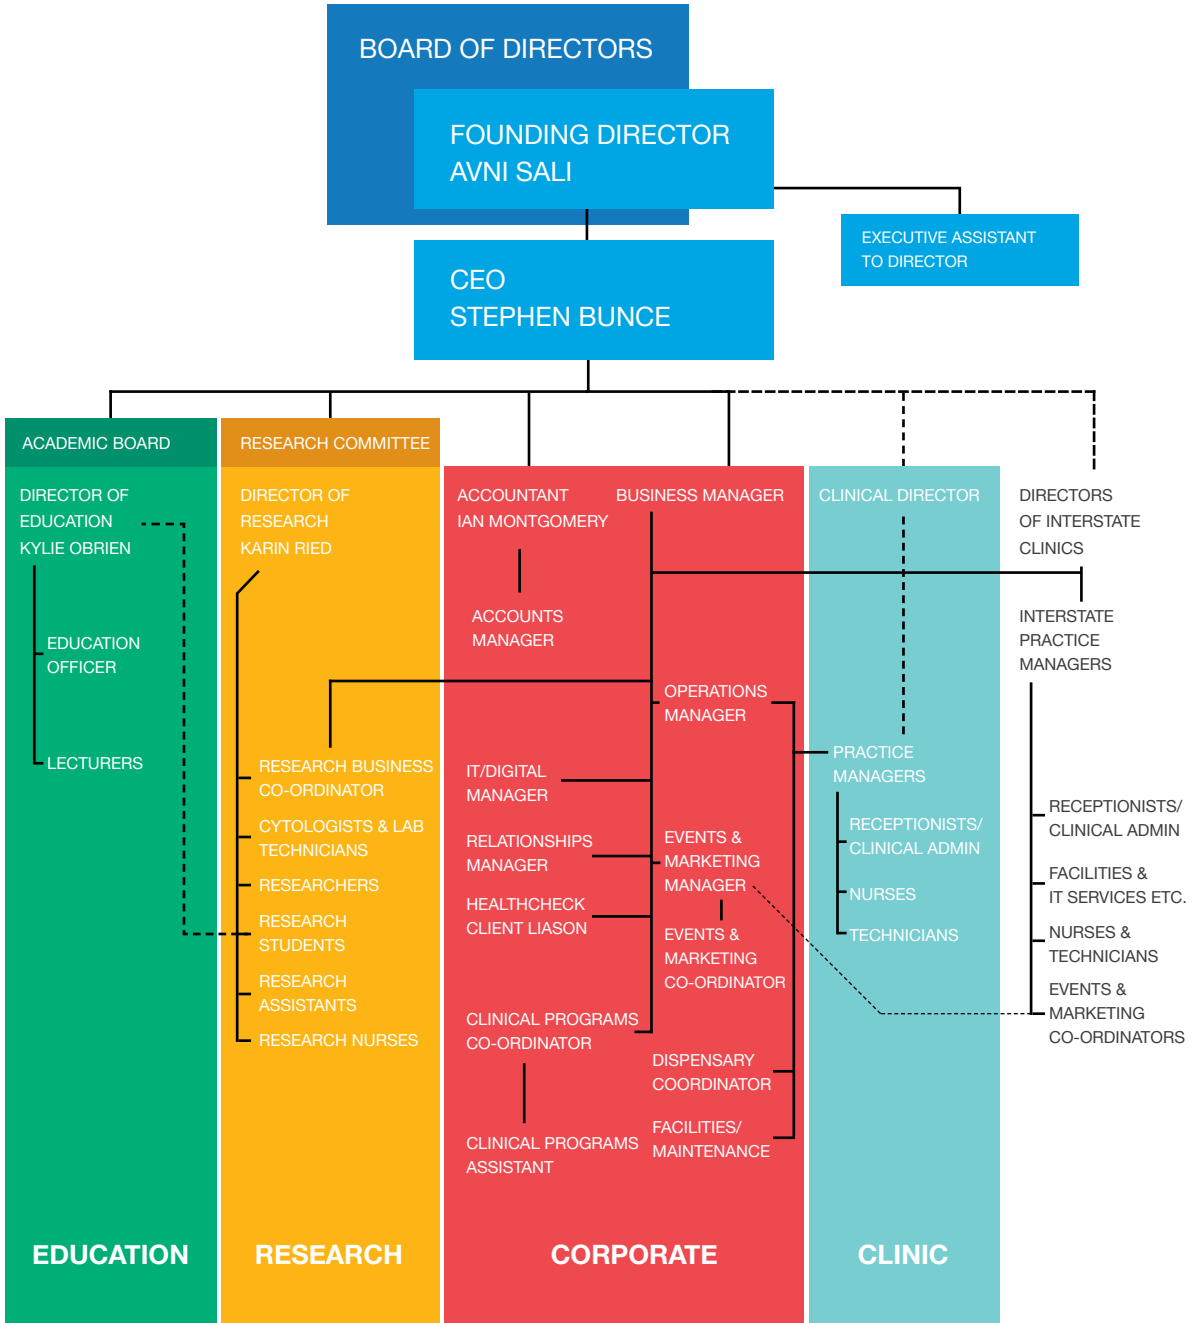 BOARD OF DIRECTORS
FOUNDING DIRECTOR
AVNI SALI
EXECUTIVE ASSISTANT
TO DIRECTOR
CEO
STEPHEN BUNCE
ACADEMIC BOARD
DIRECTOR OF
EDUCATION
KYLIE OBRIEN
EDUCATION
OFFICER
LECTURERS
EDUCATION
RESEARCH COMMITTEE
DIRECTOR OF
RESEARCH
KARIN RIED
RESEARCH BUSINESS
CO-ORDINATOR
CYTOLOGISTS & LAB
TECHNICIANS
RESEARCHERS
RESEARCH
STUDENTS
RESEARCH
ASSISTANTS
RESEARCH NURSES
RESEARCH
ACCOUNTANT
IAN MONTGOMERY
ACCOUNTS
MANAGER
BUSINESS MANAGER
OPERATIONS
MANAGER
IT/DIGITAL
MANAGER
RELATIONSHIPS
MANAGER
HEALTHCHECK
CLIENT LIASON
EVENTS &
MARKETING
MANAGER
EVENTS &
MARKETING
CO-ORDINATOR
CLINICAL PROGRAMS
CO-ORDINATOR
CLINICAL PROGRAMS
ASSISTANT
DISPENSARY
COORDINATOR
FACILITIES/
MAINTENANCE
CORPORATE
CLINICAL DIRECTOR
PRACTICE
MANAGERS
RECEPTIONISTS/
CLINICAL ADMIN
NURSES
TECHNICIANS
CLINIC
DIRECTORS
OF INTERSTATE
CLINICS
INTERSTATE
PRACTICE
MANAGERS
RECEPTIONISTS/
CLINICAL ADMIN
FACILITIES &
IT SERVICES ETC.
NURSES &
TECHNICIANS
EVENTS &
MARKETING
CO-ORDINATORS